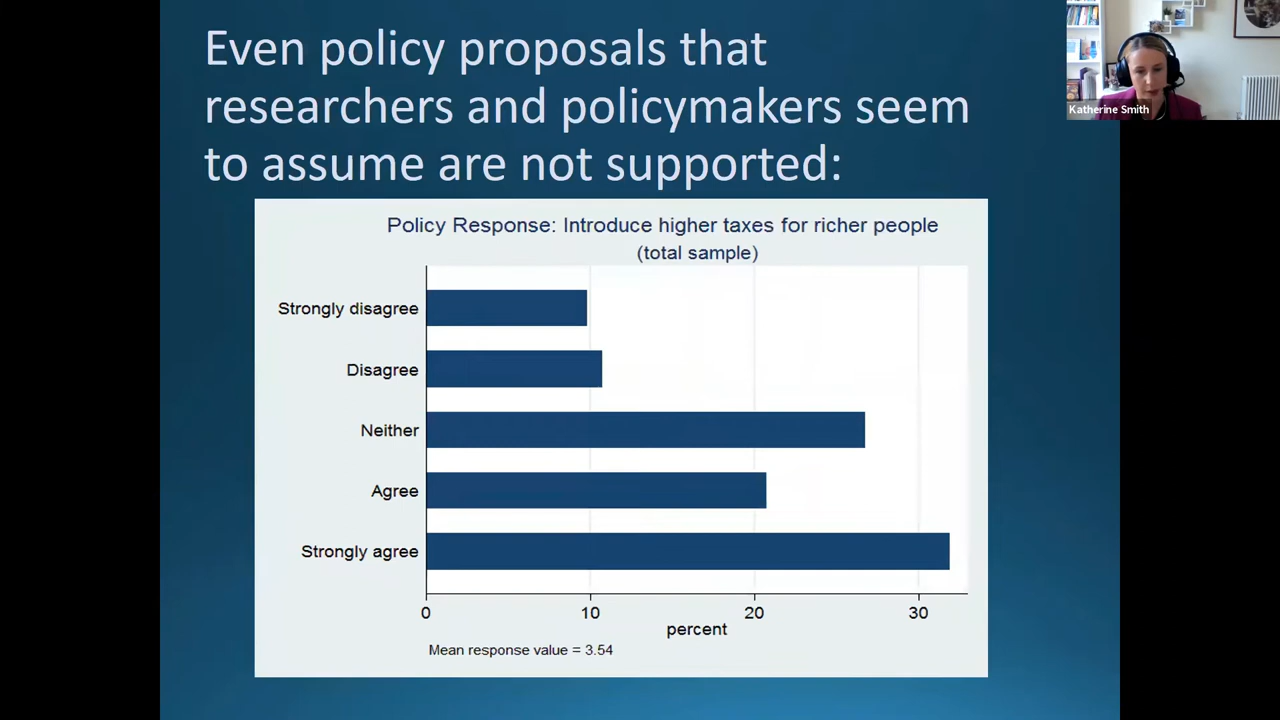 Even policy proposals that
researchers and policymakers seem
to assume are not supported:
Katherine Smith
Policy Response: Introduce higher taxes for richer people
(total sample)
Strongly disagree
Disagree
Neither
Agree
Strongly agree
0 10 20 30
percent
Mean response value = 3.54